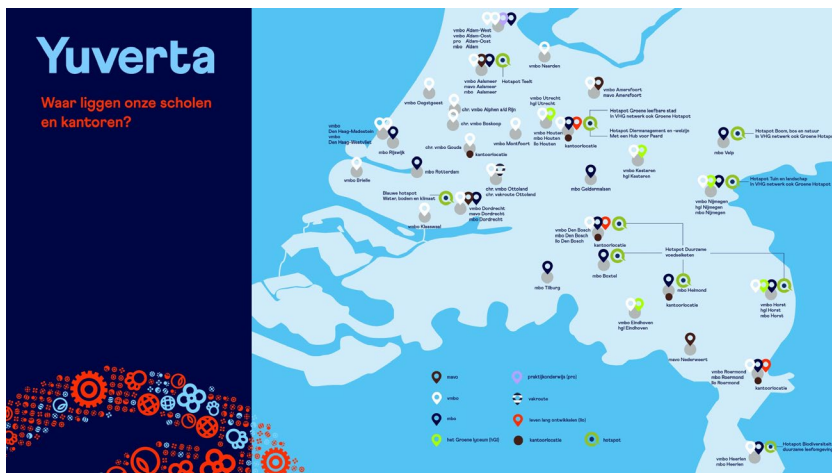 Yuverta
Waar liggen onze scholen
en kantoren?
vmbo Alden-West
vmbo Alden-Oost
pro Alden-Oost
mbo Alden
vmbo Naarden
vmbo Aalsmeer
mavo Aalsmeer
mbo Aalsmeer
Hotspot Teelt
vmbo Amersfoort
mavo Amersfoort
vmbo Oegstgeest
chr. vmbo Alphen a/d Rijn
chr. vmbo Boskoop
vmbo Utrecht
hgl Utrecht
vmbo Houten
mbo Houten
llo Houten
kantoorlocatie
Hotspot Groene leefbare stad
In VHG netwerk ook Groene Hotspot
Hotspot Diermanagement en -welzijn
Met een Hub voor Paard
mbo Velp
Hotspot Boom, bos en natuur
In VHG netwerk ook Groene Hotspot
vmbo
Den Haag-Madestein
vmbo
Den Haag-Westvliet
mbo Rijswijk
chr. vmbo Gouda
kantoorlocatie
vmbo Montfoort
vmbo Kesteren
hgl Kesteren
vmbo Brielle
mbo Rotterdam
chr. vmbo Ottoland
chr. vakroute Ottoland
mbo Geldermalsen
vmbo Nijmegen
hgl Nijmegen
mbo Nijmegen
Hotspot Tuin en landschap
In VHG netwerk ook Groene Hotspot
Blauwe hotspot
Water, bodem en klimaat
vmbo Dordrecht
mavo Dordrecht
mbo Dordrecht
vmbo Klaaswaal
vmbo Den Bosch
mbo Den Bosch
llo Den Bosch
kantoorlocatie
Hotspot Duurzame
voedselketen
mbo Boxtel
mbo Tilburg
mbo Helmond
kantoorlocatie
vmbo Horst
hgl Horst
mbo Horst
vmbo Eindhoven
hgl Eindhoven
mavo Nederweert
vmbo Roermond
mbo Roermond
llo Roermond
kantoorlocatie
mavo
praktijkonderwijs (pro)
vmbo
vakroute
mbo
leven lang ontwikkelen (llo)
het Groene lyceum (hGl)
kantoorlocatie
hotspot
vmbo Heerlen
mbo Heerlen
Hotspot Biodiversiteit
duurzame leefomgeving